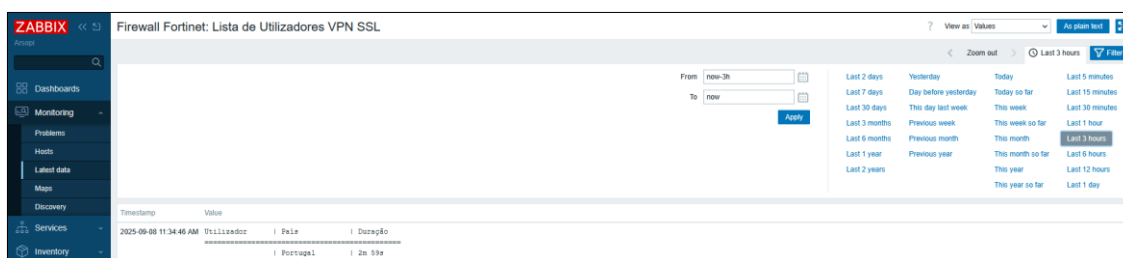 ZABBIX
Firewall Fortinet: Lista de Utilizadores VPN SSL
? View as Values As plain text
Arsopi
Zoom out Last 3 hours Filter
From now-3h
To now
Apply
Last 2 days Yesterday Today Last 5 minutes
Last 7 days Day before yesterday Today so far Last 15 minutes
Last 30 days This day last week This week Last 30 minutes
Last 3 months Previous week This week so far Last 1 hour
Last 6 months Previous month This month Last 3 hours
Last 1 year Previous year This month so far Last 6 hours
Last 2 years This year Last 12 hours
This year so far Last 1 day
Dashboards
Monitoring
Problems
Hosts
Latest data
Maps
Discovery
Services
Inventory
Timestamp Value
2025-09-08 11:34:46 AM Utilizador | País | Duração
=============================================
| Portugal | 2m 59s